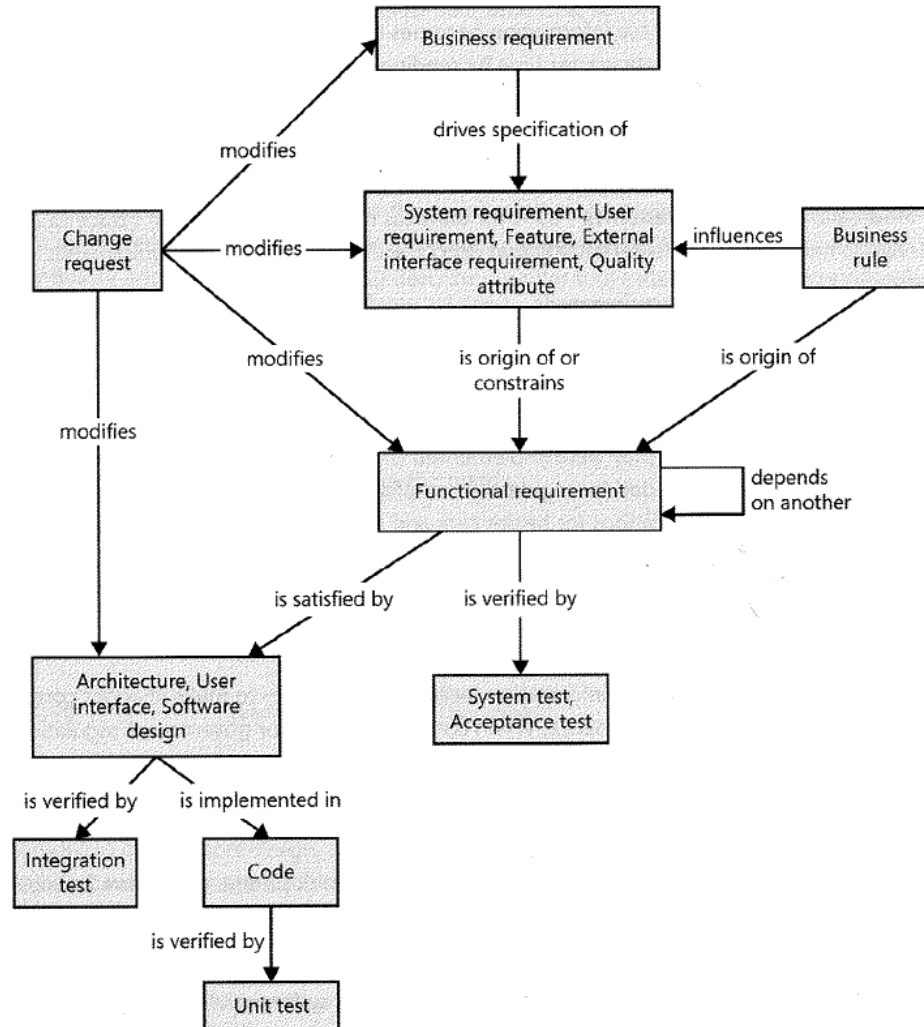 Business requirement
drives specification of
modifies
Change
request
modifies
System requirement, User
requirement, Feature, External
interface requirement, Quality
attribute
influences
Business
rule
modifies
is origin of or
constrains
is origin of
modifies
Functional requirement
depends
on another
is satisfied by
is verified by
Architecture, User
interface, Software
design
System test,
Acceptance test
is verified by
is implemented in
Integration
test
Code
is verified by
Unit test